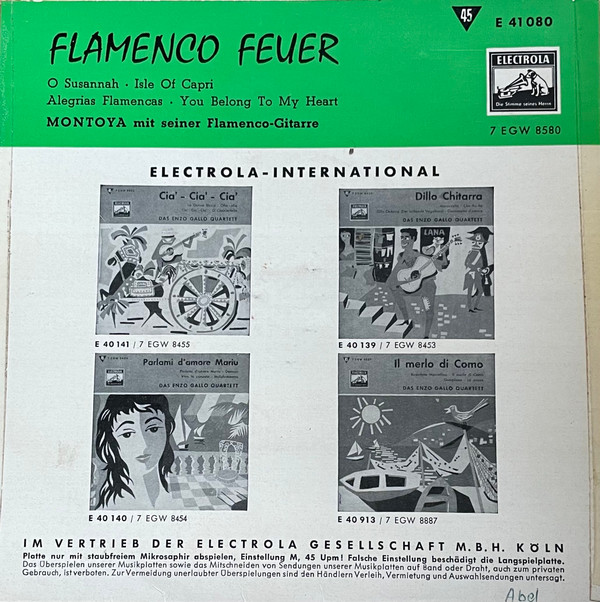 45
E 41 080
FLAMENCO FEUER
O Susannah · Isle Of Capri
Alegrias Flamencas · You Belong To My Heart
MONTOYA mit seiner Flamenco-Gitarre
ELECTROLA
Die Stimme seines Herrn
7 EGW 8580
ELECTROLA-INTERNATIONAL
Cia' - Cia' - Cia'
DAS ENZO GALLO QUARTETT
E 40 141 / 7 EGW 8455
Dillo Chitarra
DAS ENZO GALLO QUARTETT
LANA
E 40 139 / 7 EGW 8453
Parlami d'amore Mariu
DAS ENZO GALLO QUARTETT
E 40 140 / 7 EGW 8454
Il merlo di Como
DAS ENZO GALLO QUARTETT
E 40 913 / 7 EGW 8887
IM VERTRIEB DER ELECTROLA GESELLSCHAFT M.B.H. KÖLN
Platte nur mit staubfreiem Mikrosaphir abspielen, Einstellung M, 45 Upm! Falsche Einstellung beschädigt die Langspielplatte.
Das Überspielen unserer Musikplatten sowie das Mitschneiden von Sendungen unserer Musikplatten auf Band oder Draht, auch zum privaten
Gebrauch, ist verboten. Zur Vermeidung unerlaubter Überspielungen sind den Händlern Verleih, Vermietung und Auswahlsendungen untersagt.
Abel